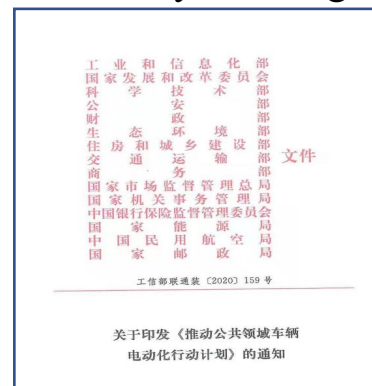 工业和信息化部
国家发展和改革委员会
科学技术部
公安部
财政部
生态环境部
住房和城乡建设部
交通运输部
商务部
国家市场监督管理总局
国家机关事务管理局
中国银行保险监督管理委员会
国家能源局
中国民用航空局
国家邮政局
文件
工信部联通装〔2020〕159 号
关于印发《推动公共领域车辆
电动化行动计划》的通知